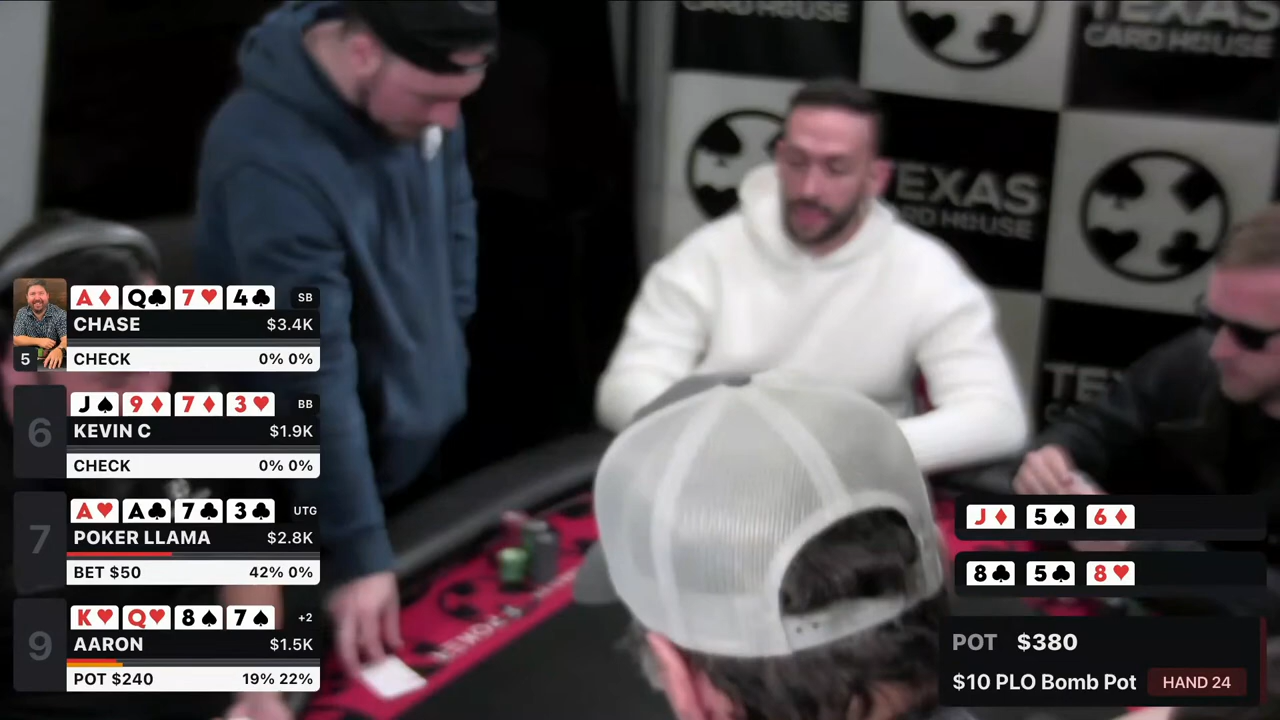 TEXAS
CARD HOUSE
CARD HOUSE
TEXAS
CARD HOUSE
A♦ Q♣ 7♥ 4♣ SB
5 CHASE $3.4K
CHECK 0% 0%
J♠ 9♦ 7♦ 3♥ BB
6 KEVIN C $1.9K
CHECK 0% 0%
A♥ A♣ 7♣ 3♣ UTG
7 POKER LLAMA $2.8K
BET $50 42% 0%
K♥ Q♥ 8♠ 7♠ +2
9 AARON $1.5K
POT $240 19% 22%
J♦ 5♠ 6♦
8♣ 5♣ 8♥
POT $380
$10 PLO Bomb Pot HAND 24